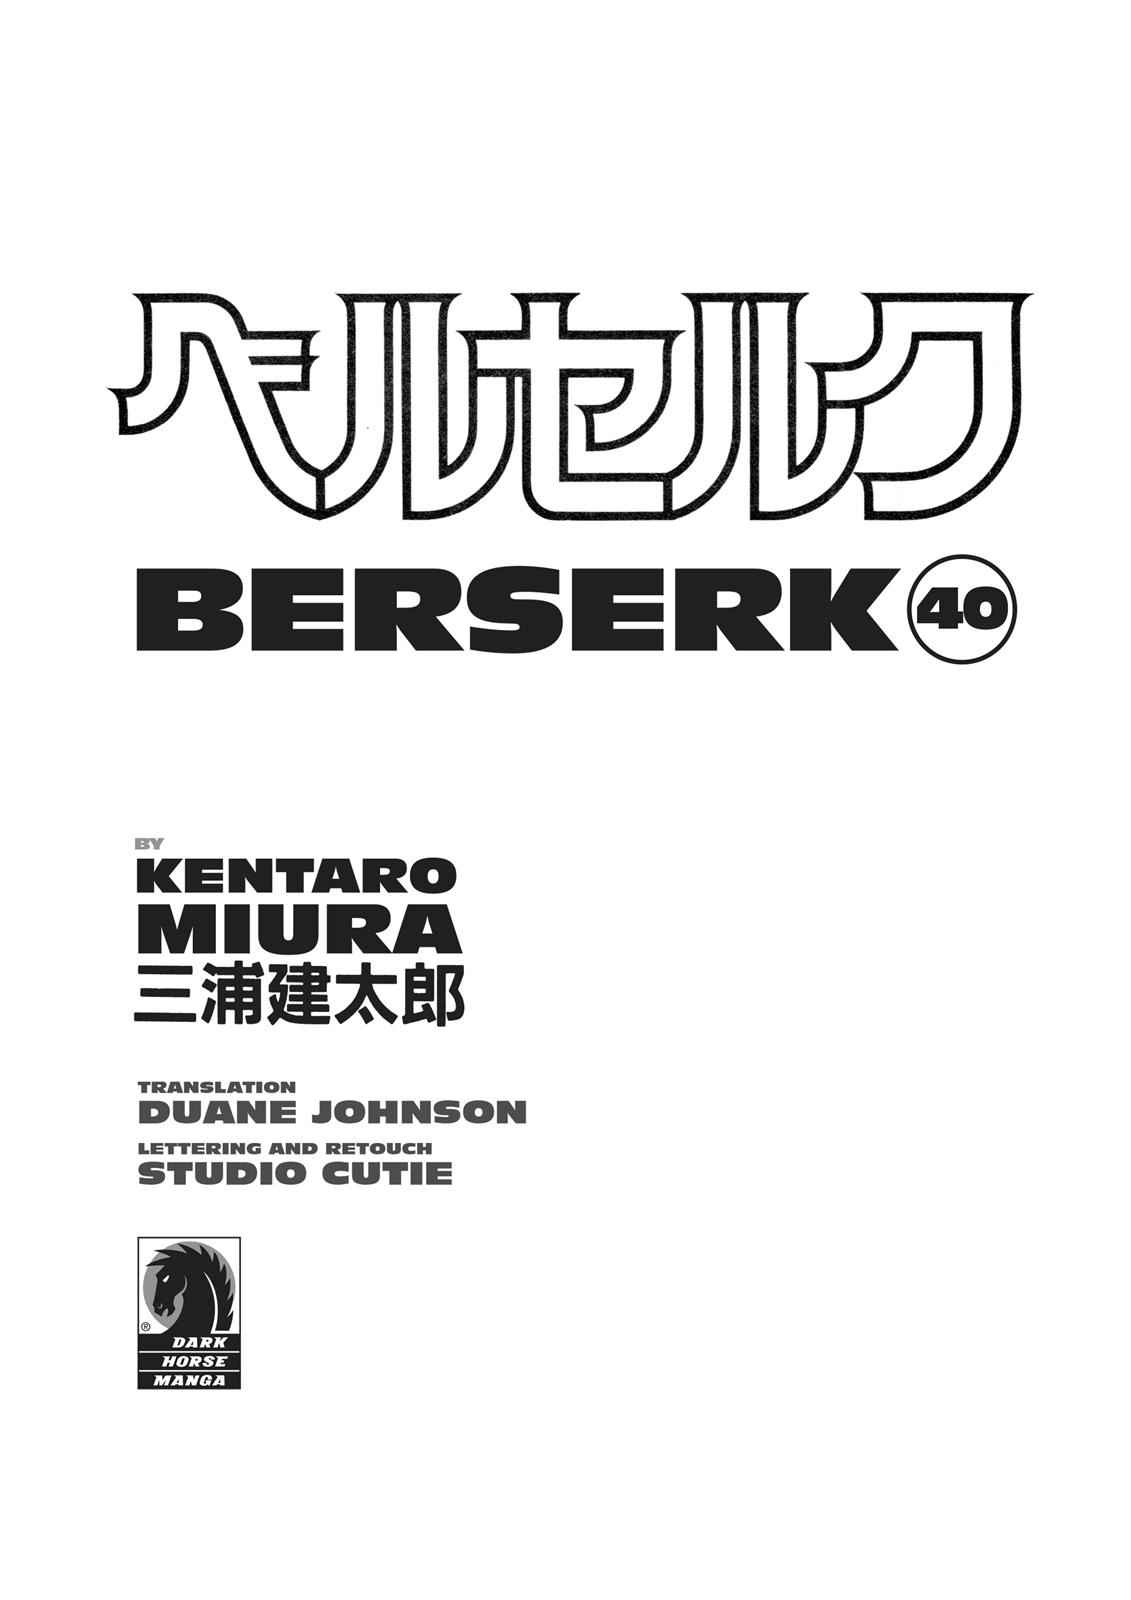 ベルセルク
BERSERK 40
BY
KENTARO
MIURA
三浦建太郎
TRANSLATION
DUANE JOHNSON
LETTERING AND RETOUCH
STUDIO CUTIE
®
DARK
HORSE
MANGA